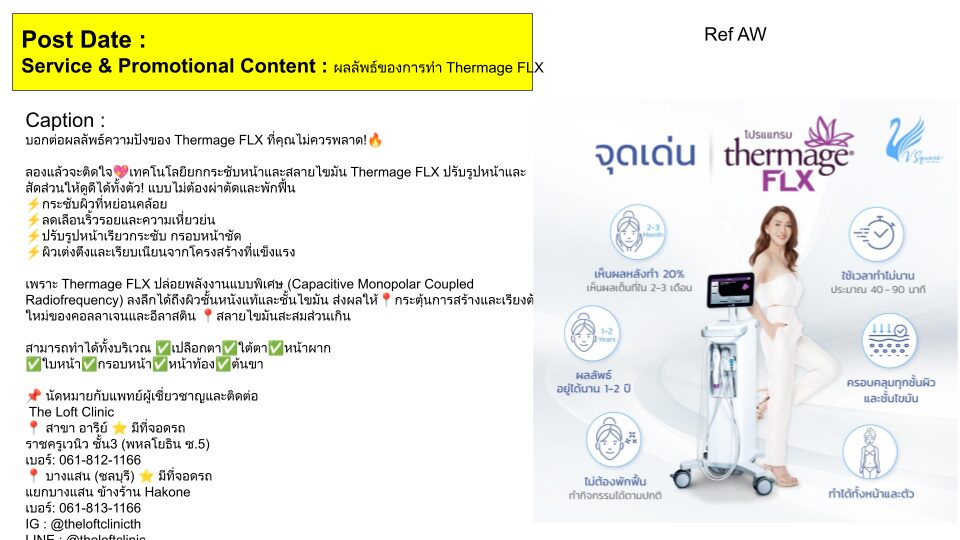 Post Date :
Service & Promotional Content : ผลลัพธ์ของการทำ Thermage FLX
Ref AW
Caption :
บอกต่อผลลัพธ์ความปังของ Thermage FLX ที่คุณไม่ควรพลาด!🔥
ลองแล้วจะติดใจ💖เทคโนโลยียกกระชับหน้าและสลายไขมัน Thermage FLX ปรับรูปหน้าและ
สัดส่วนให้ดูดีได้ทั้งตัว! แบบไม่ต้องผ่าตัดและพักฟื้น
⚡กระชับผิวที่หย่อนคล้อย
⚡ลดเลือนริ้วรอยและความเหี่ยวย่น
⚡ปรับรูปหน้าเรียวกระชับ กรอบหน้าชัด
⚡ผิวเต่งตึงและเรียบเนียนจากโครงสร้างที่แข็งแรง
เพราะ Thermage FLX ปล่อยพลังงานแบบพิเศษ (Capacitive Monopolar Coupled
Radiofrequency) ลงลึกได้ถึงผิวชั้นหนังแท้และชั้นไขมัน ส่งผลให้📍กระตุ้นการสร้างและเรียงตั
ใหม่ของคอลลาเจนและอีลาสติน 📍สลายไขมันสะสมส่วนเกิน
สามารถทำได้ทั้งบริเวณ ✅เปลือกตา✅ใต้ตา✅หน้าผาก
✅ใบหน้า✅กรอบหน้า✅หน้าท้อง✅ต้นขา
📌 นัดหมายกับแพทย์ผู้เชี่ยวชาญและติดต่อ
The Loft Clinic
📍 สาขา อารีย์ ⭐ มีที่จอดรถ
ราชครูเวนิว ชั้น3 (พหลโยธิน ซ.5)
เบอร์: 061-812-1166
📍 บางแสน (ชลบุรี) ⭐ มีที่จอดรถ
แยกบางแสน ข้างร้าน Hakone
เบอร์: 061-813-1166
IG : @theloftclinicth
LINE : @theloftclinic
จุดเด่น
โปรแแกรม
thermage®
FLX
V Square
2-3
Month
เห็นผลหลังทำ 20%
เห็นผลเต็มที่ใน 2-3 เดือน
1-2
Years
ผลลัพธ์
อยู่ได้นาน 1-2 ปี
ไม่ต้องพักฟื้น
ทำกิจกรรมได้ตามปกติ
ใช้เวลาทำไม่นาน
ประมาณ 40 - 90 นาที
ครอบคลุมทุกชั้นผิว
และชั้นไขมัน
ทำได้ทั้งหน้าและตัว